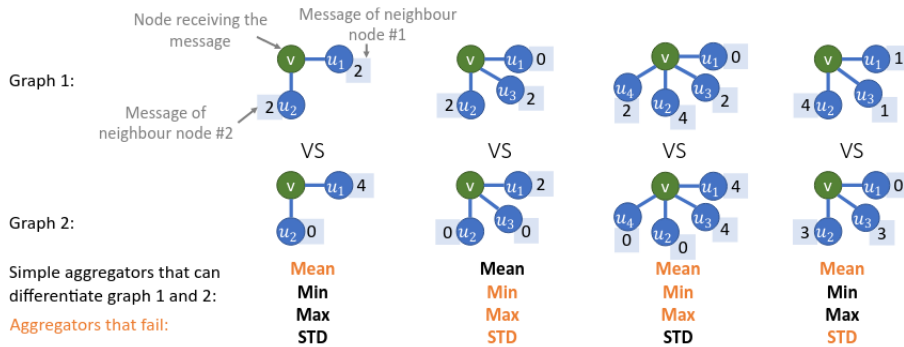 Node receiving the
message
Message of neighbour
node #1
Graph 1:
v u₁ 2
2 u₂
Message of
neighbour node #2
v u₁ 0
2 u₂ u₃ 2
v u₁ 0
u₄ 2 u₂ 4 u₃ 2
v u₁ 1
4 u₂ u₃ 1
VS VS VS VS
Graph 2:
v u₁ 4
u₂ 0
v u₁ 2
0 u₂ u₃ 0
v u₁ 4
u₄ 0 u₂ 0 u₃ 4
v u₁ 0
3 u₂ u₃ 3
Simple aggregators that can
differentiate graph 1 and 2:
Aggregators that fail:
Mean Mean Mean Mean
Min Min Min Min
Max Max Max Max
STD STD STD STD